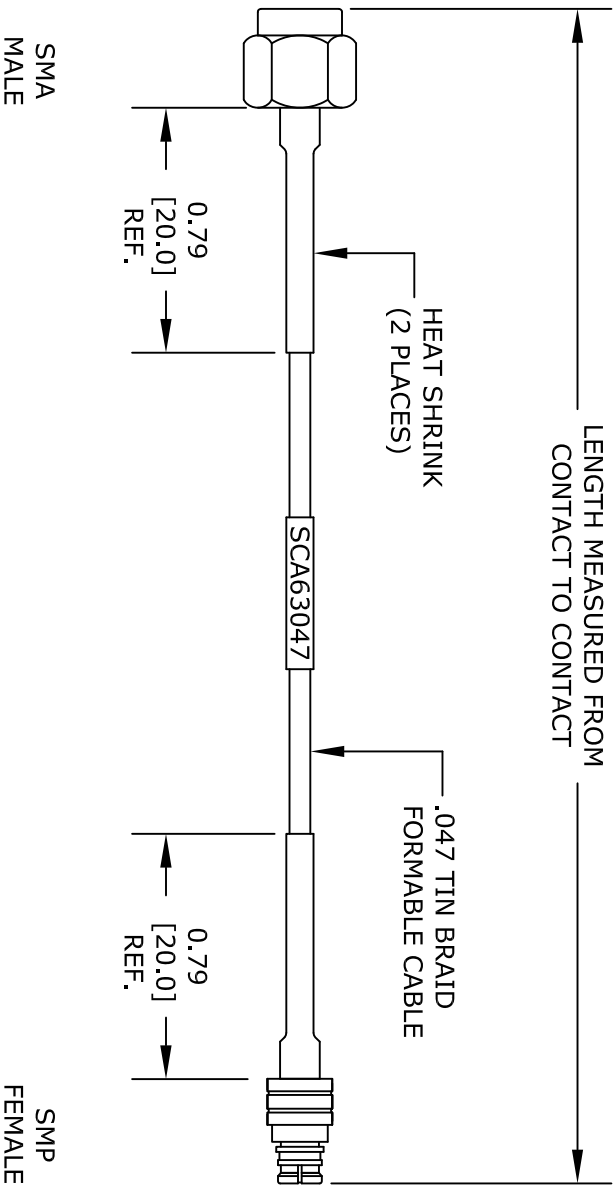 LENGTH MEASURED FROM
CONTACT TO CONTACT
HEAT SHRINK
(2 PLACES)
.047 TIN BRAID
FORMABLE CABLE
SCA63047
0.79
[20.0]
REF.
0.79
[20.0]
REF.
SMA
MALE
SMP
FEMALE